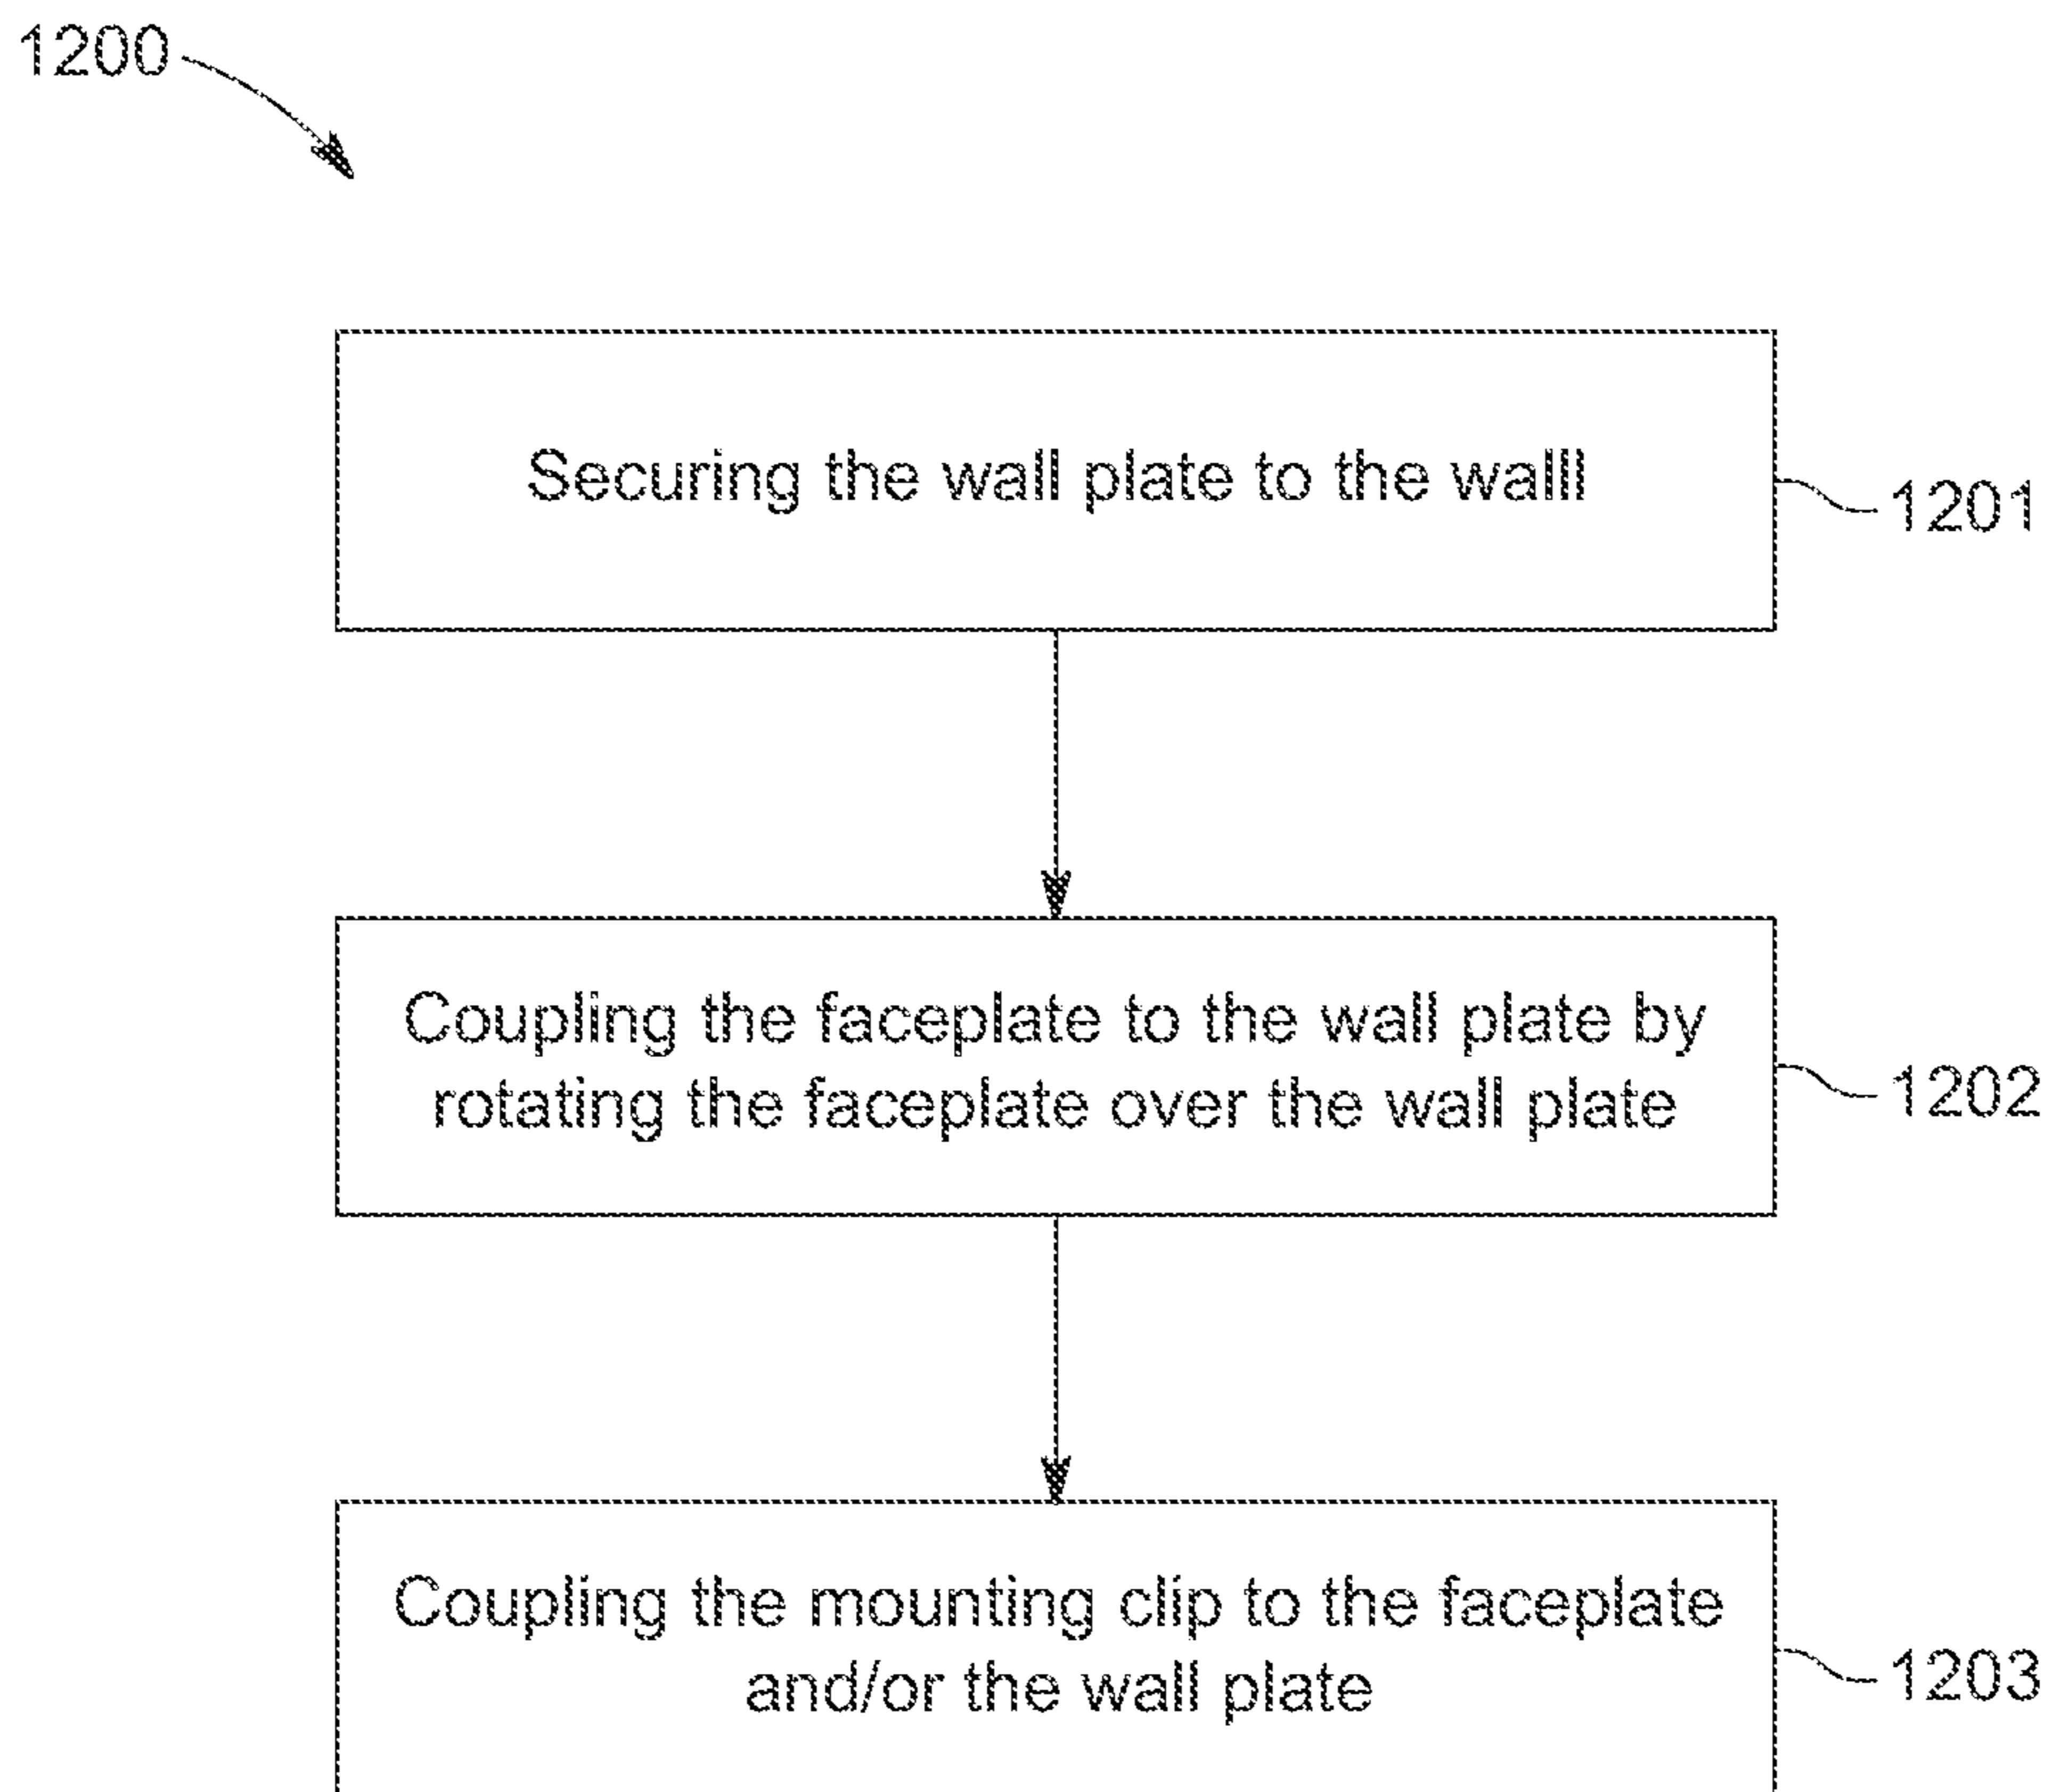 1200
Securing the wall plate to the walll
1201
Coupling the faceplate to the wall plate by
rotating the faceplate over the wall plate
1202
Coupling the mounting clip to the faceplate
and/or the wall plate
1203